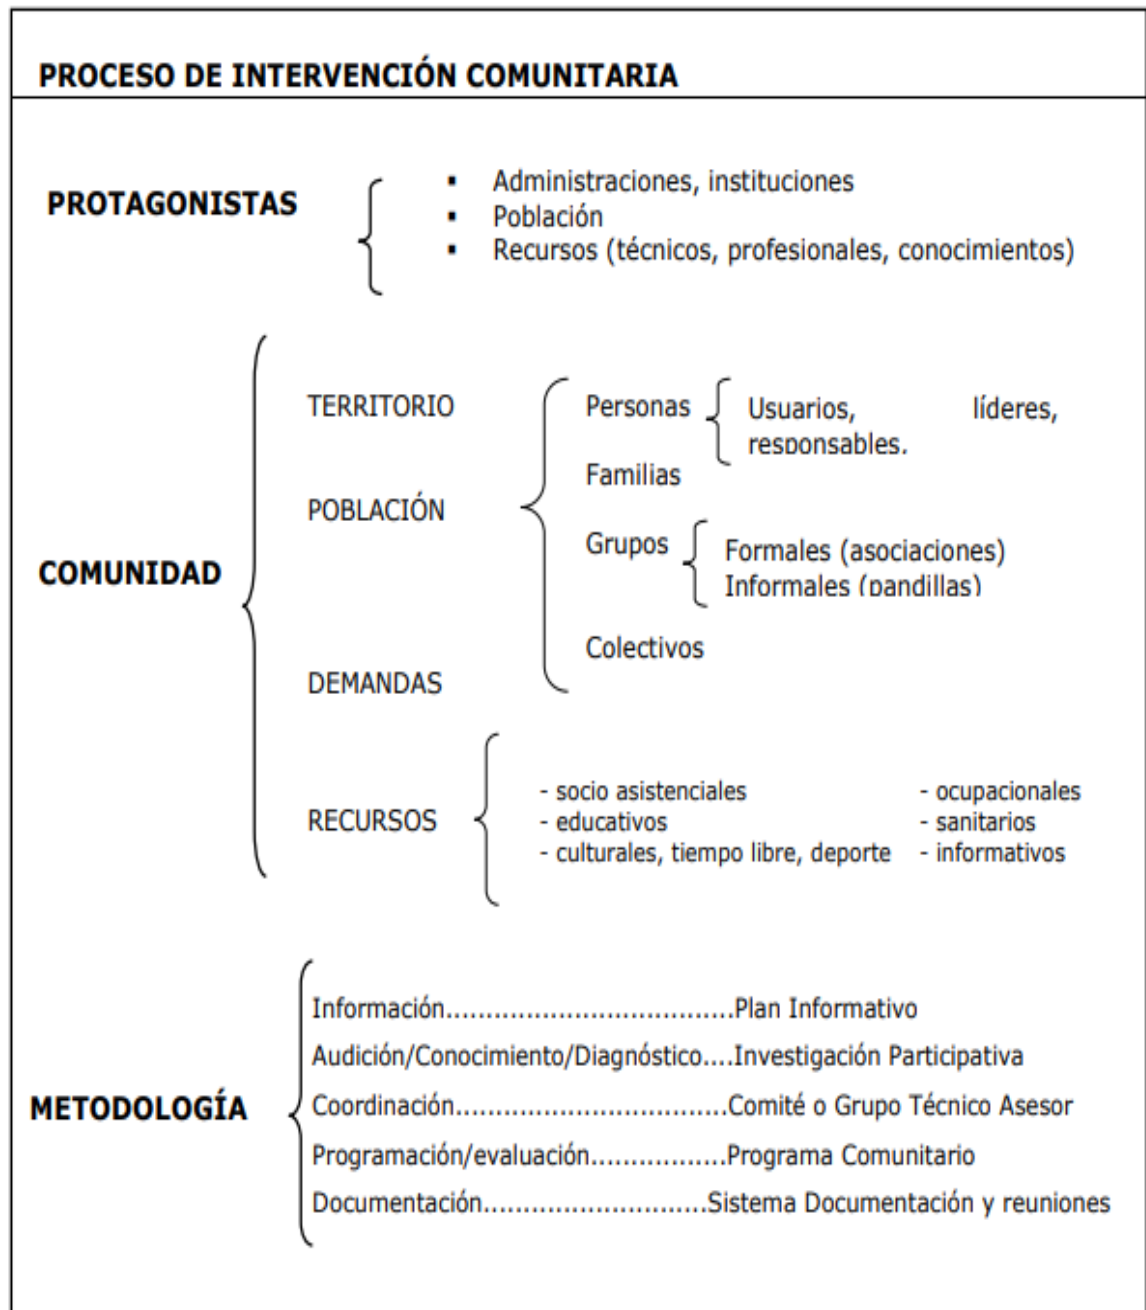 PROCESO DE INTERVENCIÓN COMUNITARIA
PROTAGONISTAS
▪ Administraciones, instituciones
▪ Población
▪ Recursos (técnicos, profesionales, conocimientos)
COMUNIDAD
TERRITORIO
POBLACIÓN
Personas
Usuarios, líderes,
responsables.
Familias
Grupos
Formales (asociaciones)
Informales (pandillas)
Colectivos
DEMANDAS
RECURSOS
- socio asistenciales
- educativos
- culturales, tiempo libre, deporte
- ocupacionales
- sanitarios
- informativos
METODOLOGÍA
Información....................................Plan Informativo
Audición/Conocimiento/Diagnóstico....Investigación Participativa
Coordinación..................................Comité o Grupo Técnico Asesor
Programación/evaluación.................Programa Comunitario
Documentación............................Sistema Documentación y reuniones